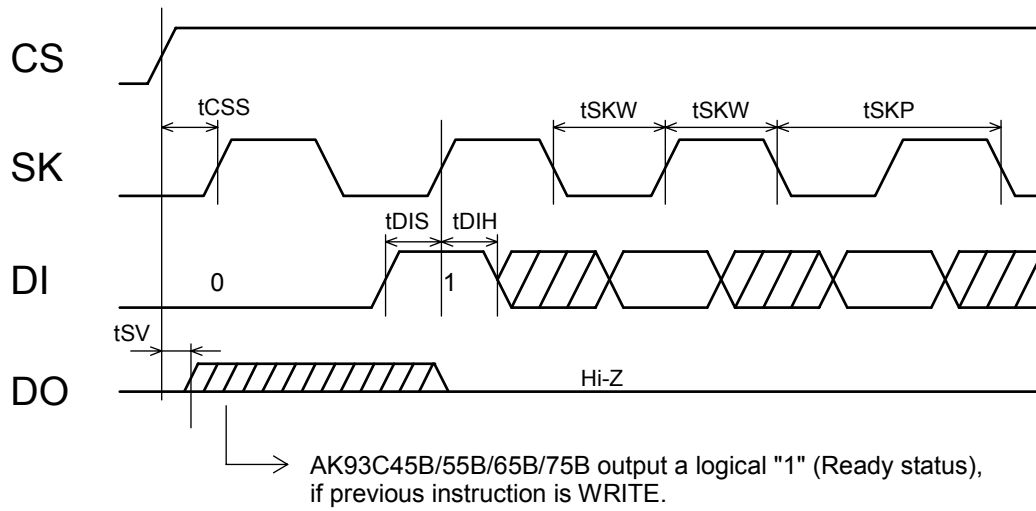 CS
tCSS
tSKW
tSKW
tSKP
SK
tDIS
tDIH
DI
0
1
tSV
DO
Hi-Z
AK93C45B/55B/65B/75B output a logical "1" (Ready status),
if previous instruction is WRITE.